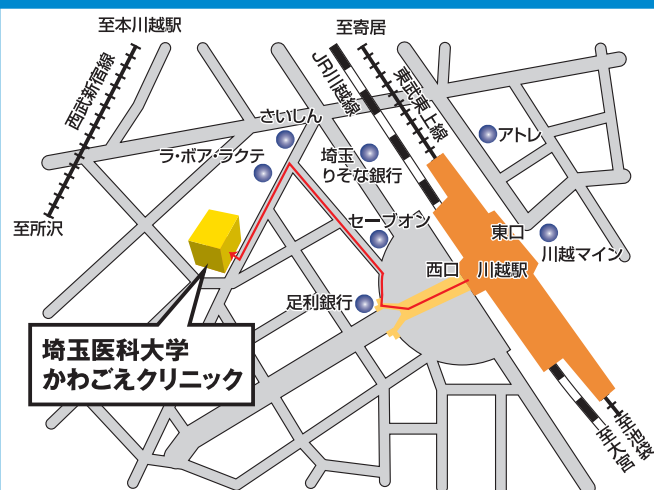 至本川越駅
至寄居
西武新宿線
JR川越線
東武東上線
さいしん
アトレ
ラ・ボア・ラクテ
埼玉
りそな銀行
至所沢
セーブオン
東口
川越マイン
西口
川越駅
足利銀行
埼玉医科大学
かわごえクリニック
至池袋
至大宮